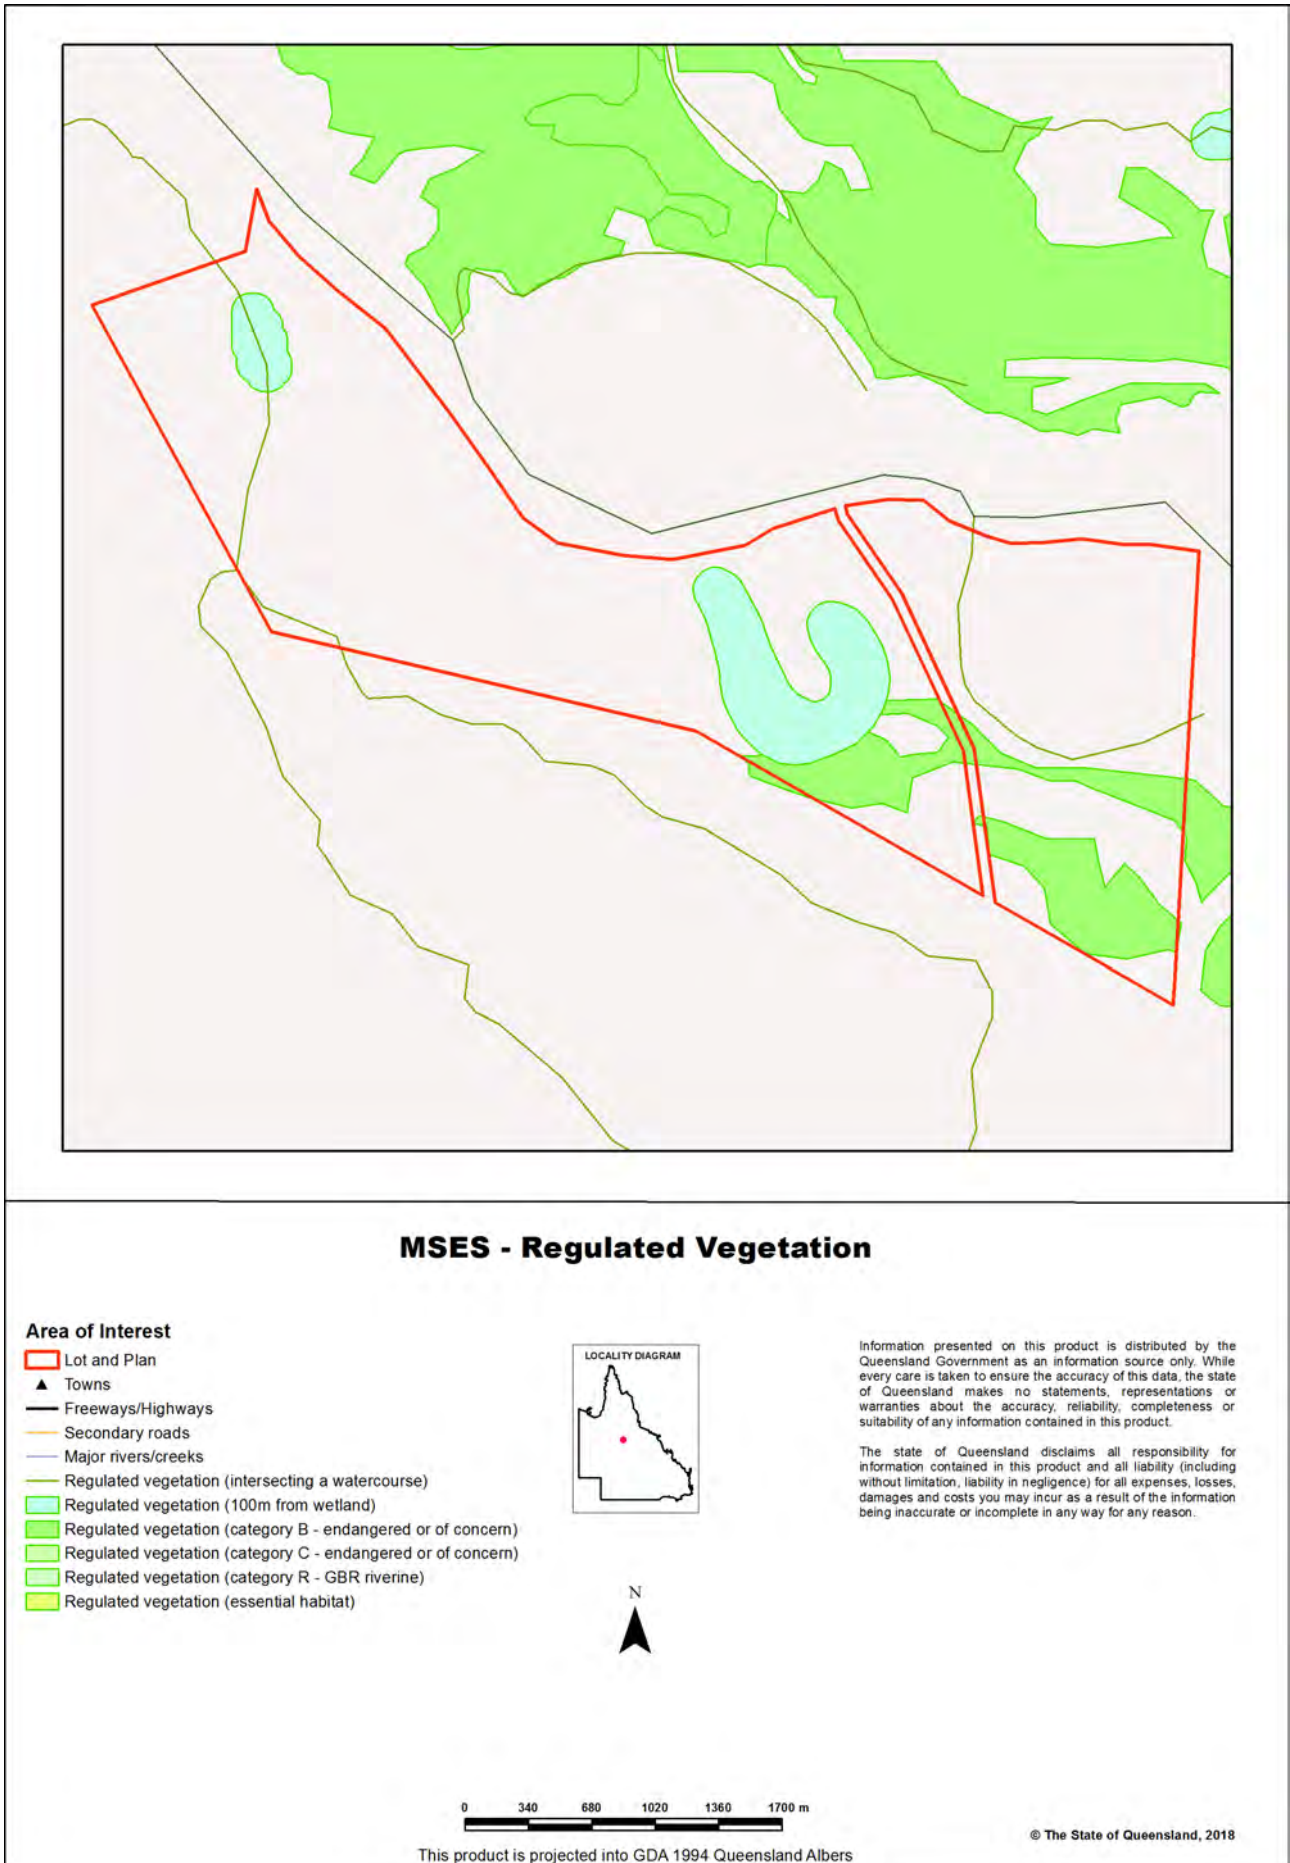 MSES - Regulated Vegetation
Area of Interest
Lot and Plan
Towns
Freeways/Highways
Secondary roads
Major rivers/creeks
Regulated vegetation (intersecting a watercourse)
Regulated vegetation (100m from wetland)
Regulated vegetation (category B - endangered or of concern)
Regulated vegetation (category C - endangered or of concern)
Regulated vegetation (category R - GBR riverine)
Regulated vegetation (essential habitat)
LOCALITY DIAGRAM
N
Information presented on this product is distributed by the
Queensland Government as an information source only. While
every care is taken to ensure the accuracy of this data, the state
of Queensland makes no statements, representations or
warranties about the accuracy, reliability, completeness or
suitability of any information contained in this product.
The state of Queensland disclaims all responsibility for
information contained in this product and all liability (including
without limitation, liability in negligence) for all expenses, losses,
damages and costs you may incur as a result of the information
being inaccurate or incomplete in any way for any reason.
0 340 680 1020 1360 1700 m
This product is projected into GDA 1994 Queensland Albers
© The State of Queensland, 2018